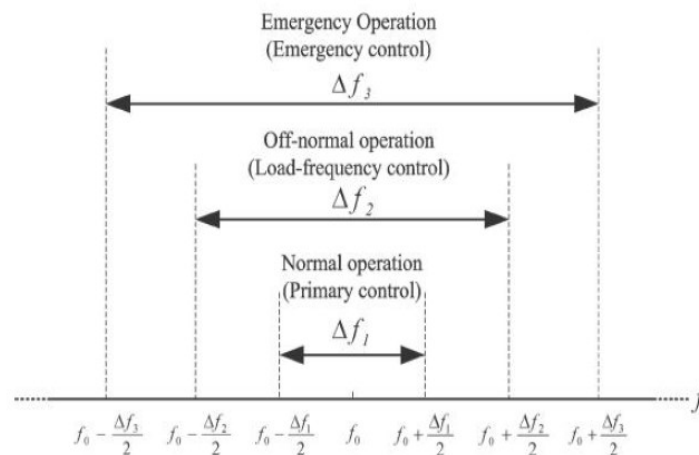 Emergency Operation
(Emergency control)
Δf₃
Off-normal operation
(Load-frequency control)
Δf₂
Normal operation
(Primary control)
Δf₁
f
f₀ − Δf₃/2 f₀ − Δf₂/2 f₀ − Δf₁/2 f₀ f₀ + Δf₁/2 f₀ + Δf₂/2 f₀ + Δf₃/2